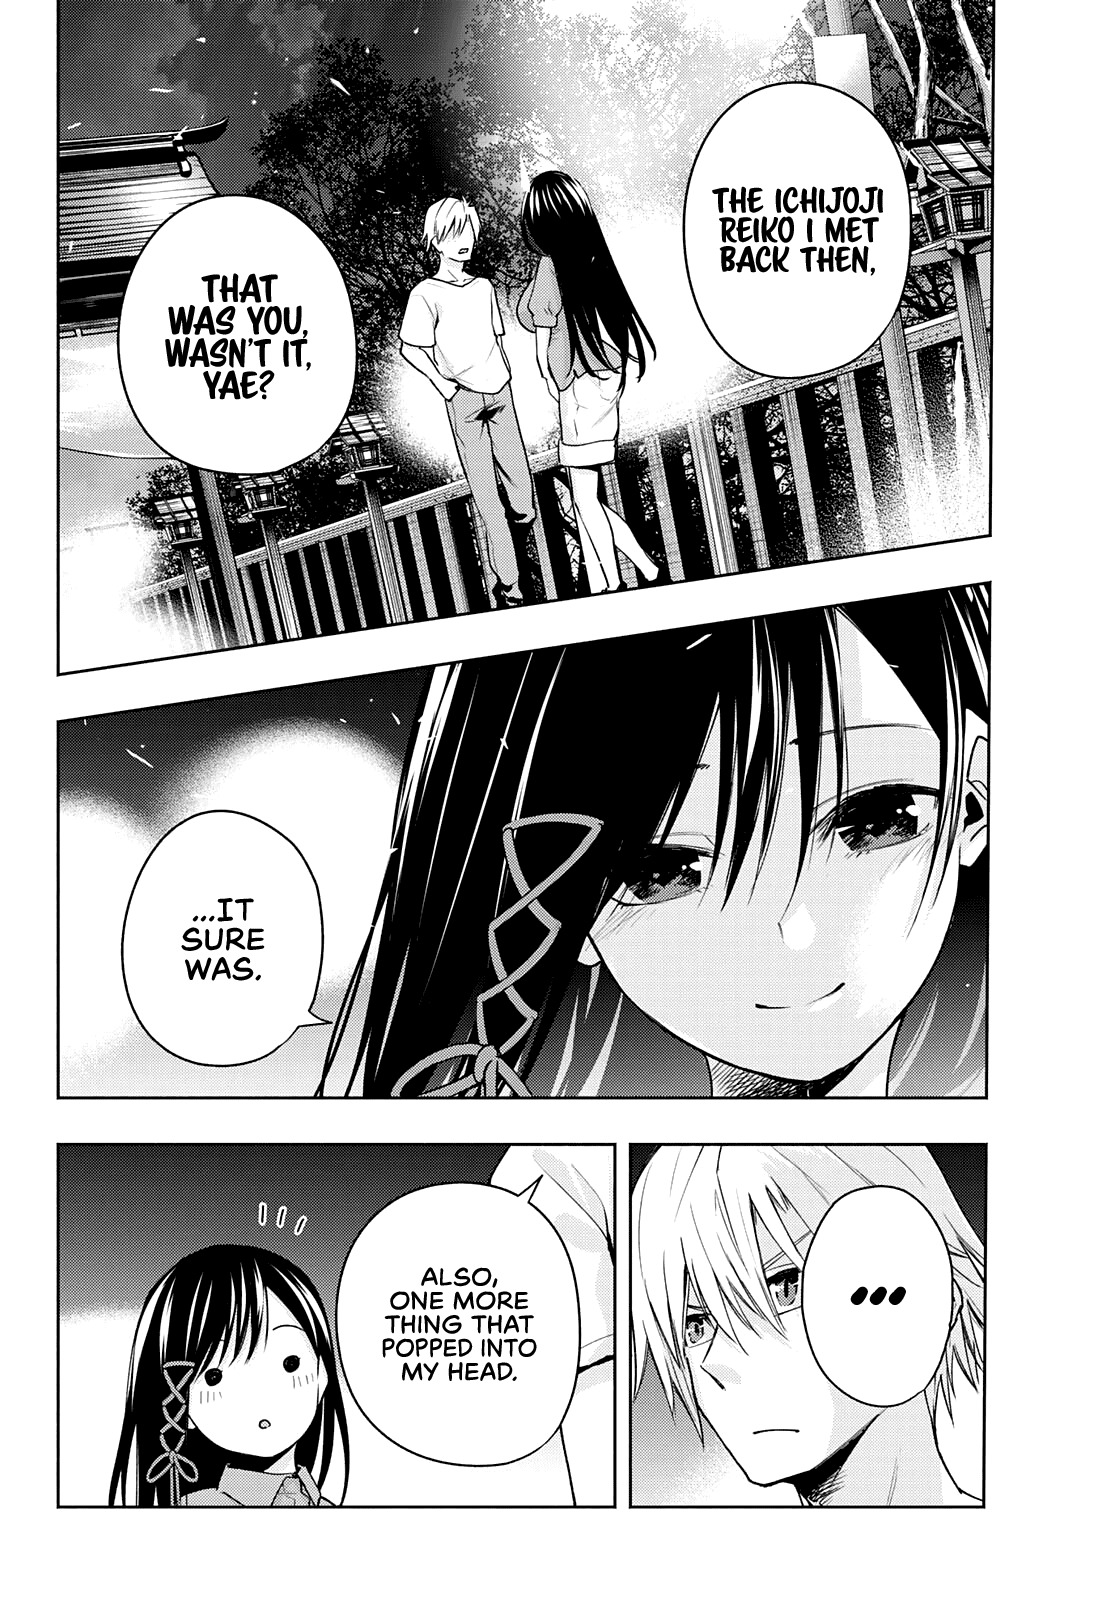 THE ICHIJOJI
REIKO I MET
BACK THEN,
THAT
WAS YOU,
WASN'T IT,
YAE?
...IT
SURE
WAS.
...
ALSO,
ONE MORE
THING THAT
POPPED INTO
MY HEAD.